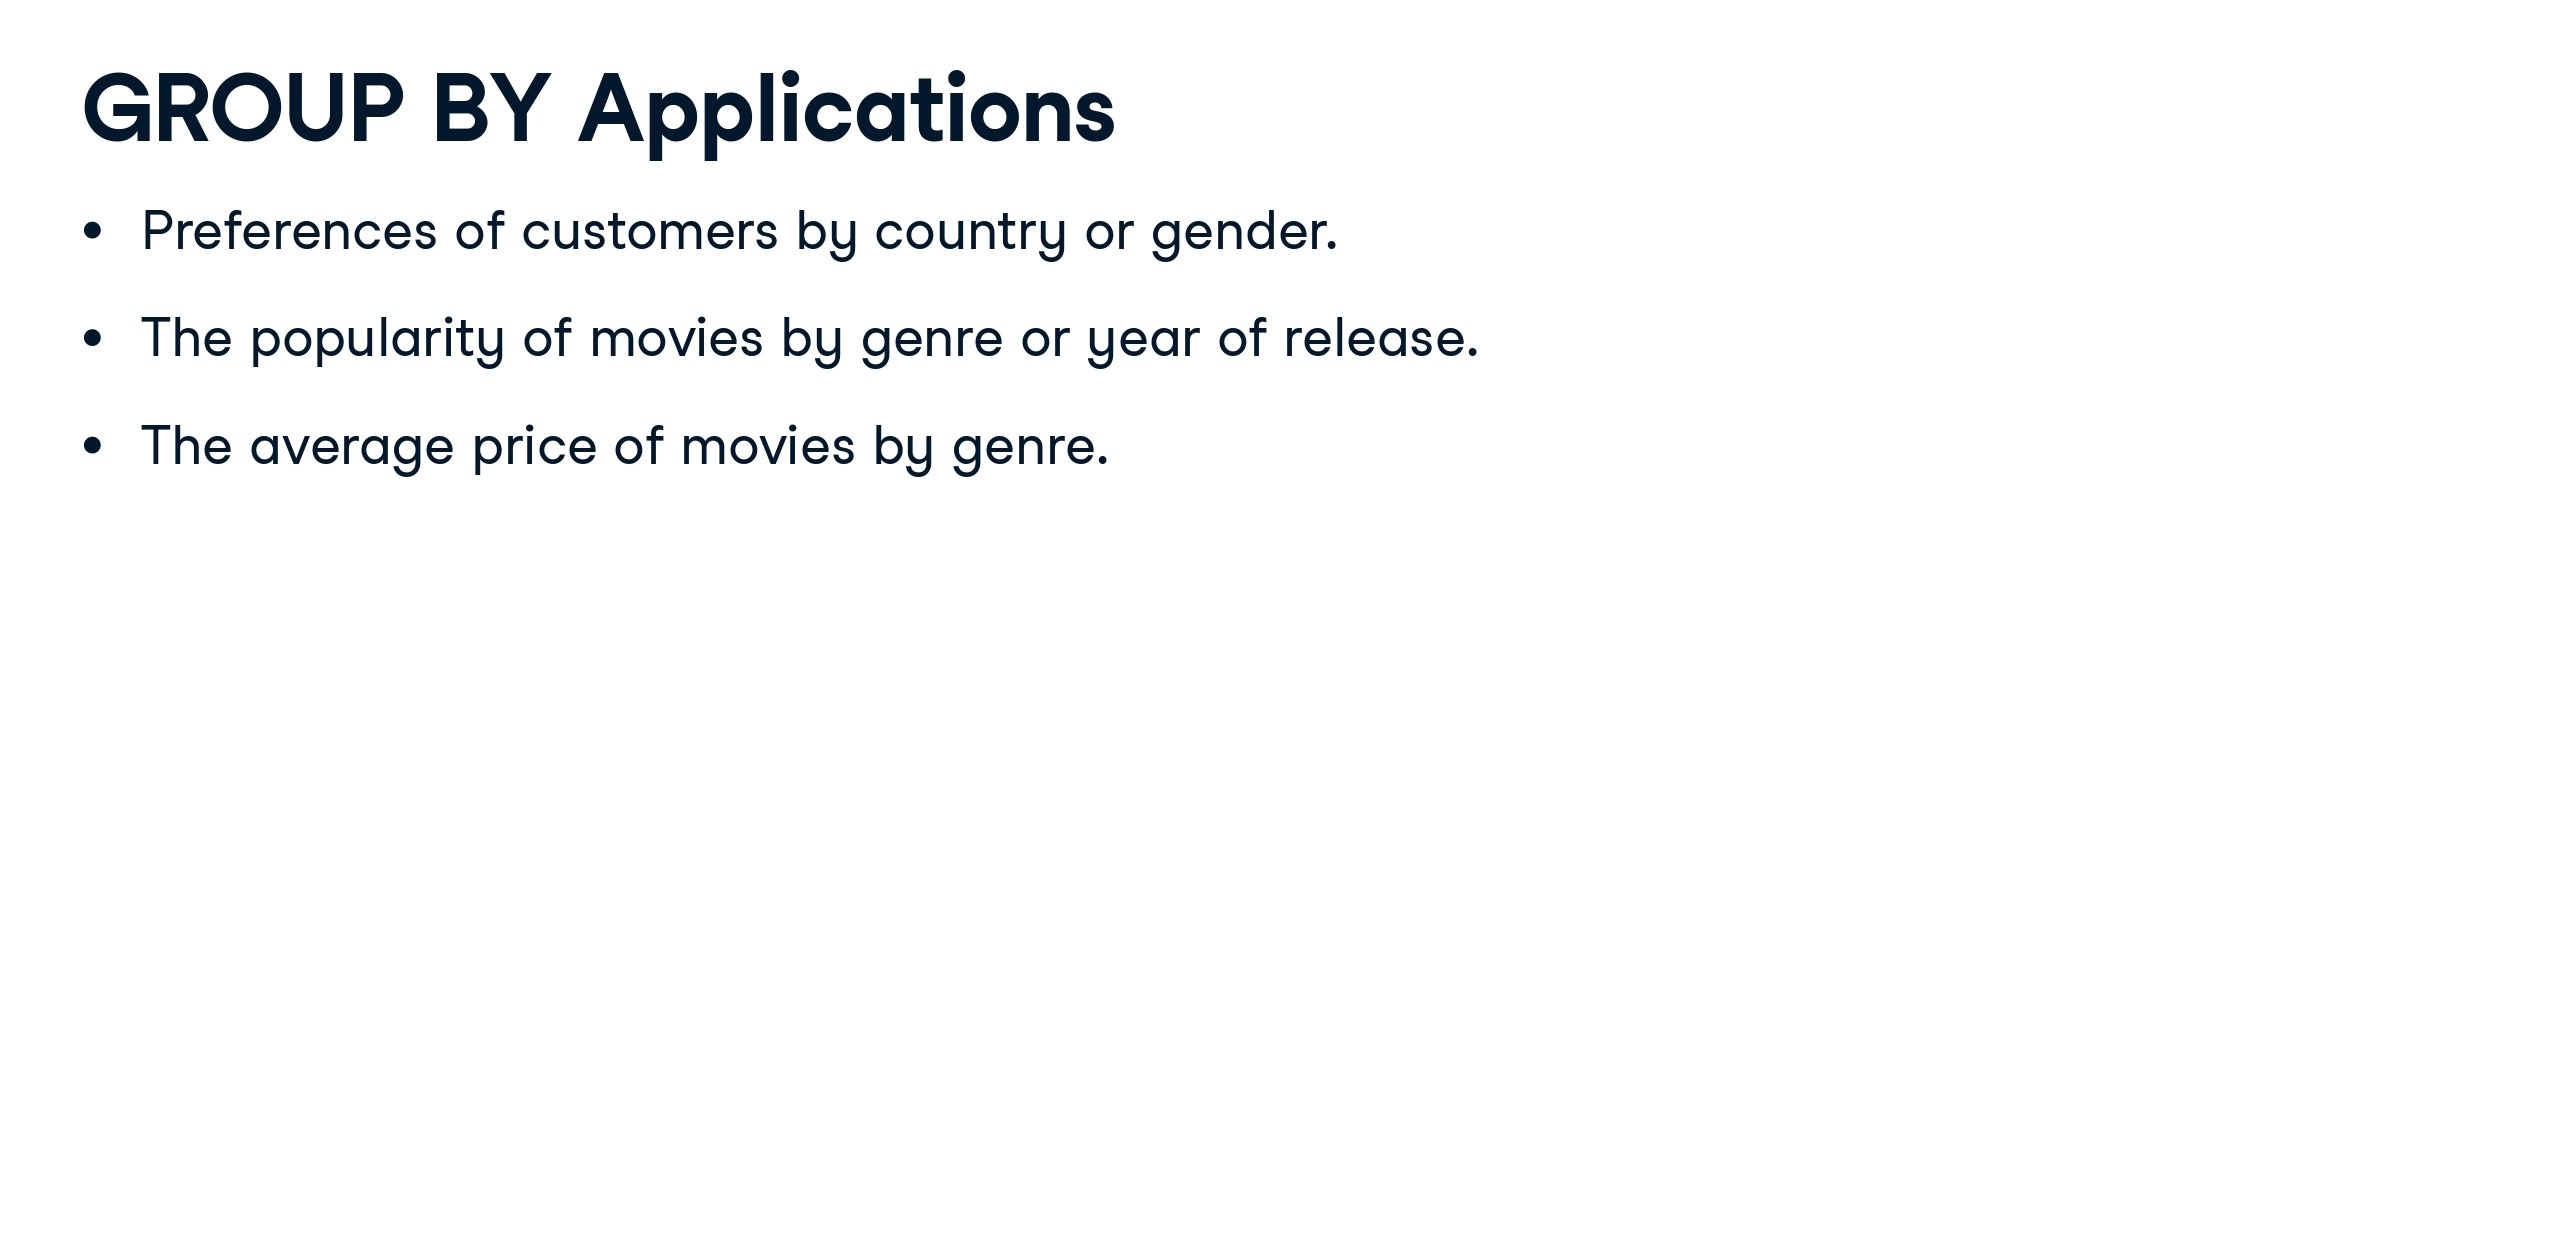 GROUP BY Applications
• Preferences of customers by country or gender.
• The popularity of movies by genre or year of release.
• The average price of movies by genre.